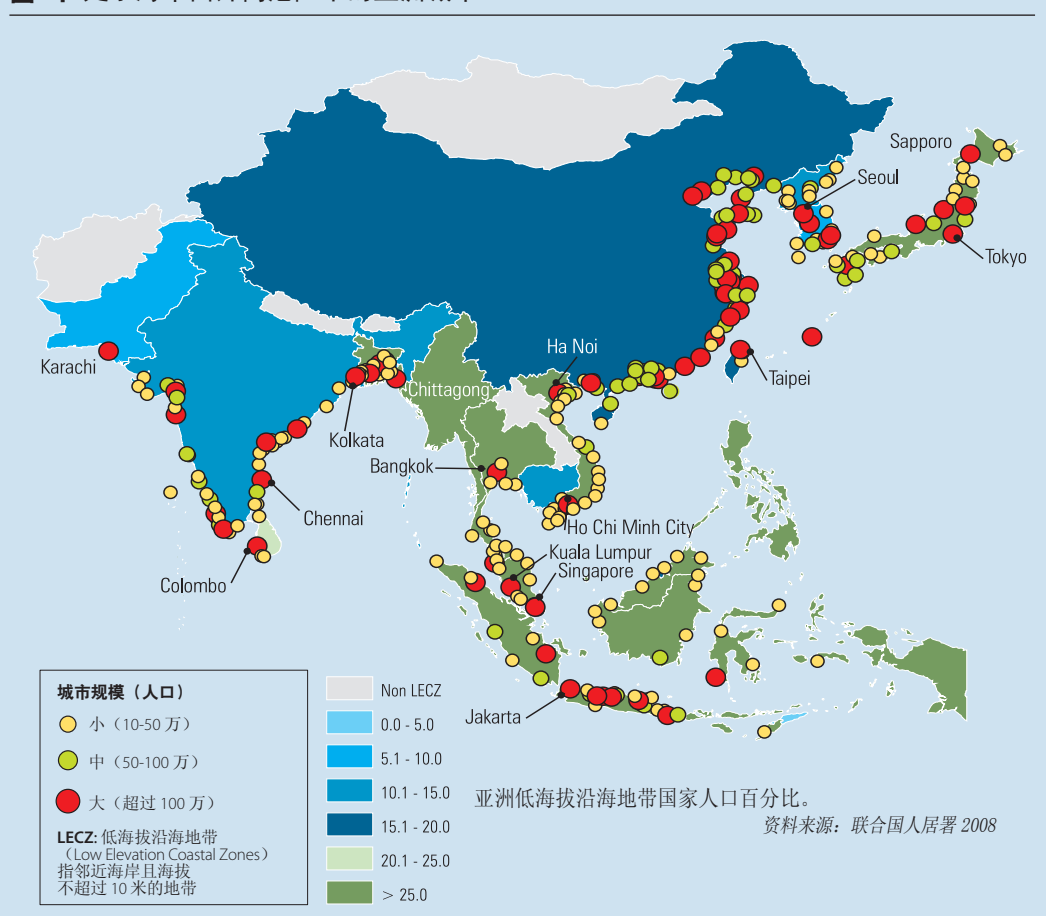 Sapporo
Seoul
Tokyo
Karachi
Ha Noi
Taipei
Chittagong
Kolkata
Bangkok
Chennai
Ho Chi Minh City
Kuala Lumpur
Singapore
Colombo
Jakarta
城市规模（人口）
小（10-50 万）
中（50-100 万）
大（超过 100 万）
LECZ: 低海拔沿海地带
（Low Elevation Coastal Zones）
指邻近海岸且海拔
不超过 10 米的地带
Non LECZ
0.0 - 5.0
5.1 - 10.0
10.1 - 15.0
15.1 - 20.0
20.1 - 25.0
> 25.0
亚洲低海拔沿海地带国家人口百分比。
资料来源：联合国人居署 2008